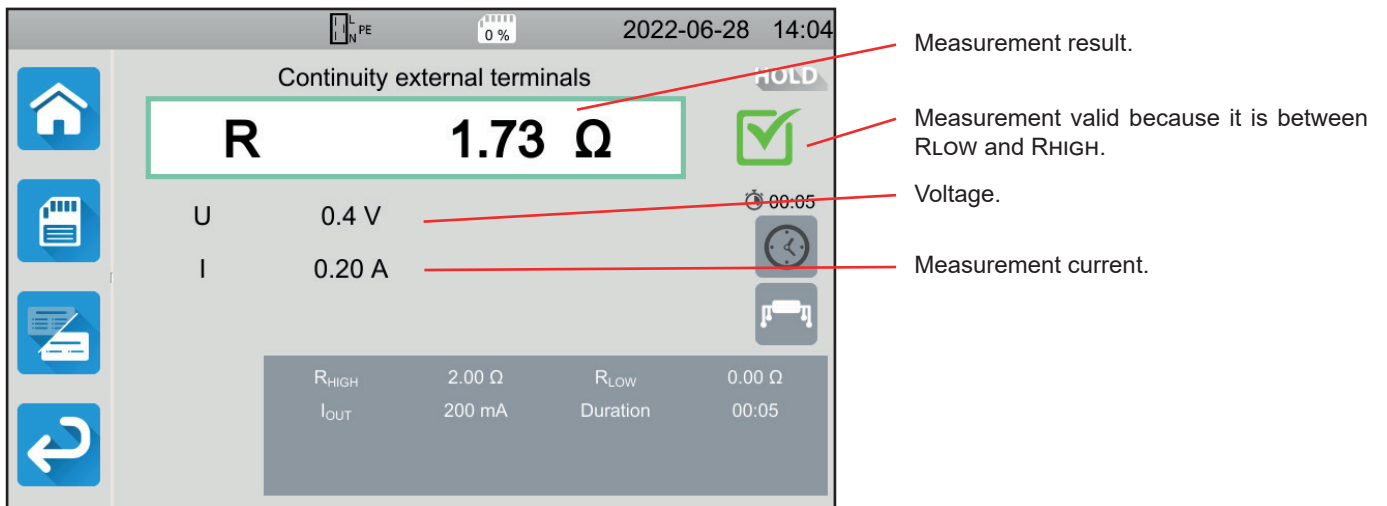 L
N PE
0 %
2022-06-28 14:04
Continuity external terminals
HOLD
R 1.73 Ω
U 0.4 V
00:05
I 0.20 A
RHIGH 2.00 Ω RLOW 0.00 Ω
IOUT 200 mA Duration 00:05
Measurement result.
Measurement valid because it is between
RLOW and RHIGH.
Voltage.
Measurement current.